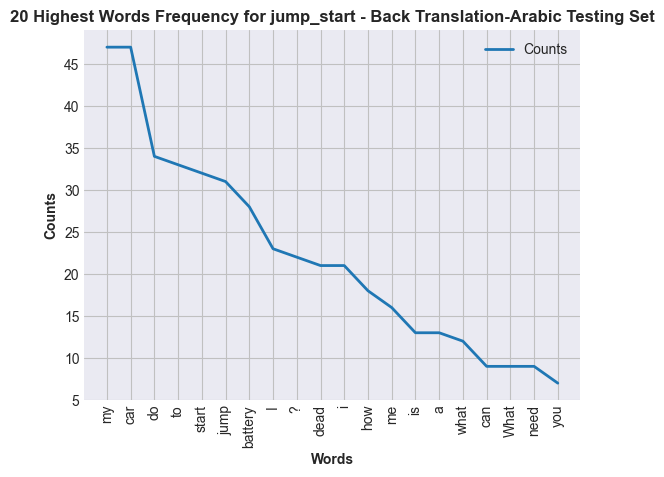 20 Highest Words Frequency for jump_start - Back Translation-Arabic Testing Set
Counts
45
40
35
30
25
20
15
10
5
Counts
my
car
do
to
start
jump
battery
I
?
dead
i
how
me
is
a
what
can
What
need
you
Words